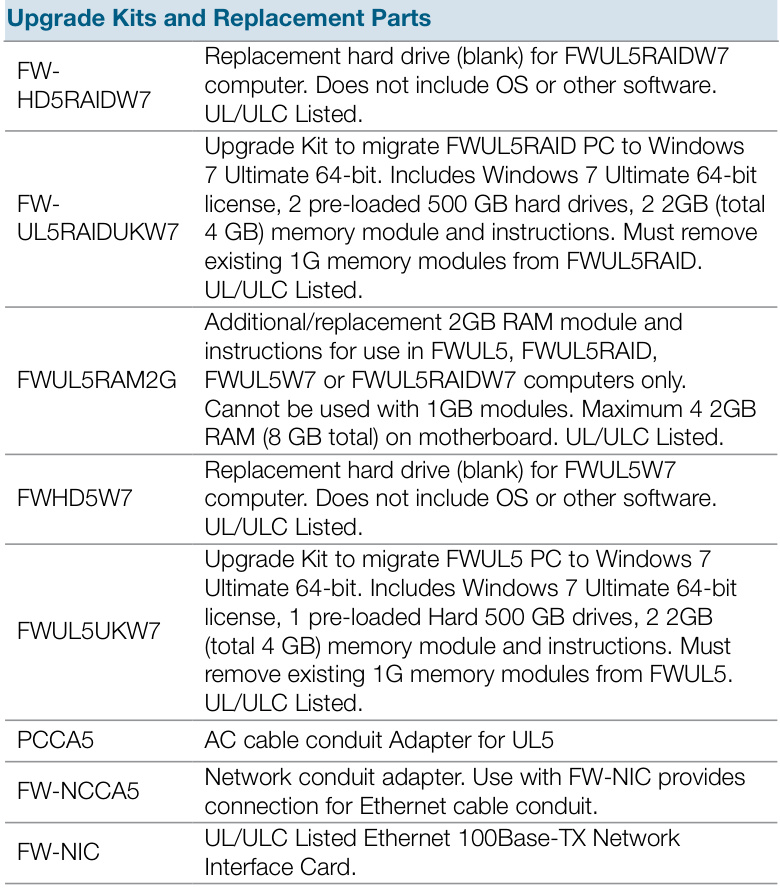 Upgrade Kits and Replacement Parts
FW-
HD5RAIDW7
Replacement hard drive (blank) for FWUL5RAIDW7
computer. Does not include OS or other software.
UL/ULC Listed.
FW-
UL5RAIDUKW7
Upgrade Kit to migrate FWUL5RAID PC to Windows
7 Ultimate 64-bit. Includes Windows 7 Ultimate 64-bit
license, 2 pre-loaded 500 GB hard drives, 2 2GB (total
4 GB) memory module and instructions. Must remove
existing 1G memory modules from FWUL5RAID.
UL/ULC Listed.
FWUL5RAM2G
Additional/replacement 2GB RAM module and
instructions for use in FWUL5, FWUL5RAID,
FWUL5W7 or FWUL5RAIDW7 computers only.
Cannot be used with 1GB modules. Maximum 4 2GB
RAM (8 GB total) on motherboard. UL/ULC Listed.
FWHD5W7
Replacement hard drive (blank) for FWUL5W7
computer. Does not include OS or other software.
UL/ULC Listed.
FWUL5UKW7
Upgrade Kit to migrate FWUL5 PC to Windows 7
Ultimate 64-bit. Includes Windows 7 Ultimate 64-bit
license, 1 pre-loaded Hard 500 GB drives, 2 2GB
(total 4 GB) memory module and instructions. Must
remove existing 1G memory modules from FWUL5.
UL/ULC Listed.
PCCA5
AC cable conduit Adapter for UL5
FW-NCCA5
Network conduit adapter. Use with FW-NIC provides
connection for Ethernet cable conduit.
FW-NIC
UL/ULC Listed Ethernet 100Base-TX Network
Interface Card.